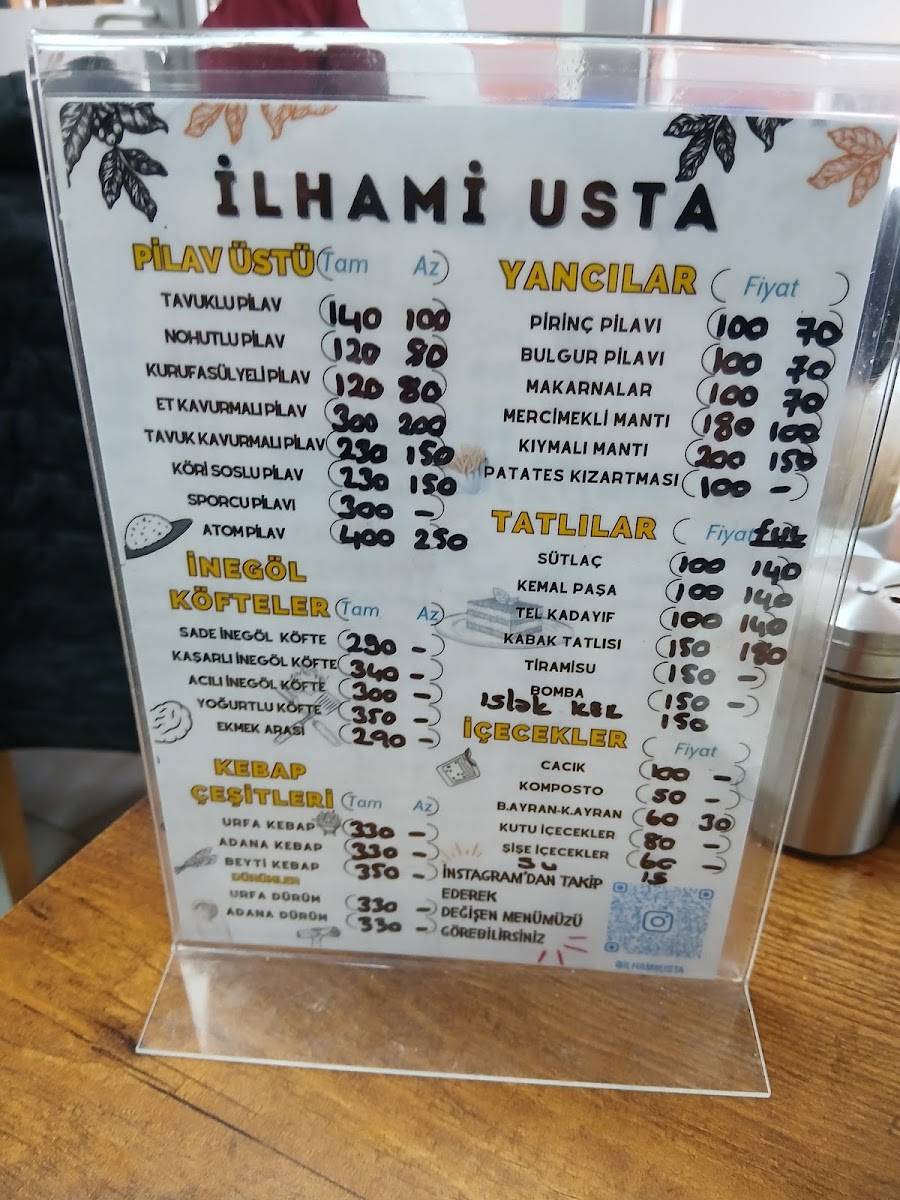 İLHAMİ USTA
PİLAV ÜSTÜ (Tam Az)
TAVUKLU PİLAV (140 100)
NOHUTLU PİLAV (120 80)
KURUFASÜLYELİ PİLAV (120 80)
ET KAVURMALI PİLAV (300 200)
TAVUK KAVURMALI PİLAV (230 150)
KÖRİ SOSLU PİLAV (230 150)
SPORCU PİLAVI (300 -)
ATOM PİLAV (400 250)
İNEGÖL
KÖFTELER (Tam Az)
SADE İNEGÖL KÖFTE (290 -)
KAŞARLI İNEGÖL KÖFTE (340 -)
ACILI İNEGÖL KÖFTE (300 -)
YOĞURTLU KÖFTE (350 -)
EKMEK ARASI (290 -)
KEBAP
ÇEŞİTLERİ (Tam Az)
URFA KEBAP (330 -)
ADANA KEBAP (330 -)
BEYTİ KEBAP (350 -)
DÜRÜMLER
URFA DÜRÜM (330 -)
ADANA DÜRÜM (330 -)
YANCILAR (Fiyat)
PİRİNÇ PİLAVI (100 70)
BULGUR PİLAVI (100 70)
MAKARNALAR (100 70)
MERCİMEKLİ MANTI (180 100)
KIYMALI MANTI (200 150)
PATATES KIZARTMASI (100 -)
TATLILAR (Fiyat
SÜTLAÇ (100 140)
KEMAL PAŞA (100 140)
TEL KADAYIF (100 140)
KABAK TATLISI (150 180)
TİRAMİSU (150 -)
BOMBA (150 -)
Islak KEK 150
İÇECEKLER (Fiyat)
CACIK (100 -)
KOMPOSTO (50 -)
B.AYRAN-K.AYRAN (60 30)
KUTU İÇECEKLER (80 -)
ŞİŞE İÇECEKLER (60 -)
Su 15
İNSTAGRAM'DAN TAKİP
EDEREK
DEĞİŞEN MENÜMÜZÜ
GÖREBİLİRSİNİZ
@ILHAMIIUSTA